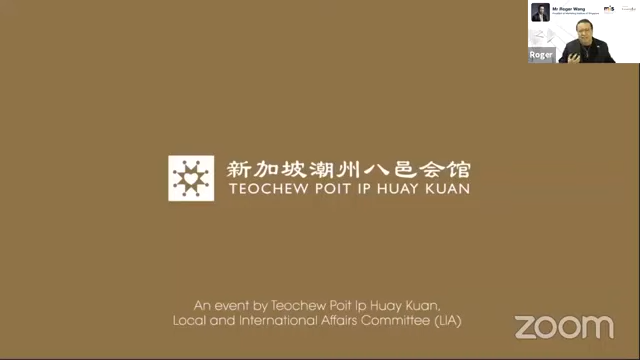 Mr Roger Wang
mis
Roger
新加坡潮州八邑会馆
TEOCHEW POIT IP HUAY KUAN
An event by Teochew Poit Ip Huay Kuan,
Local and International Affairs Committee (LIA)
zoom